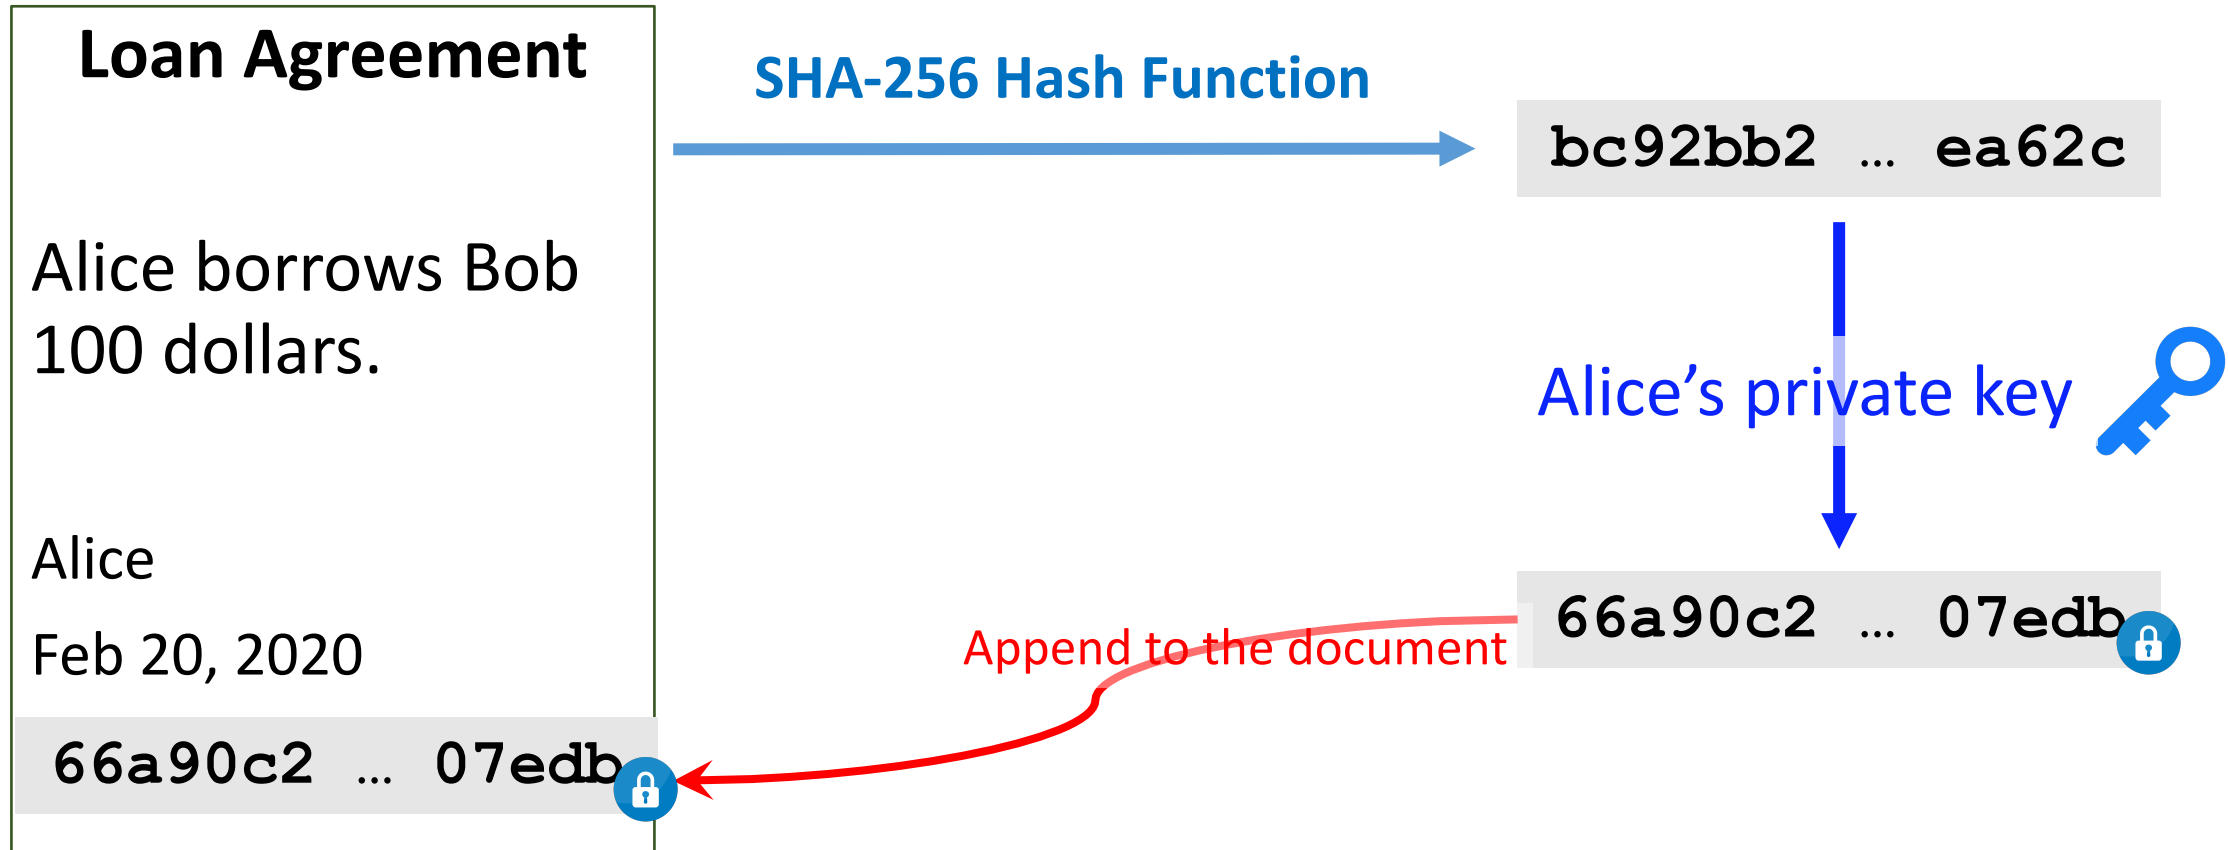 Loan Agreement
Alice borrows Bob
100 dollars.
Alice
Feb 20, 2020
66a90c2 … 07edb
SHA-256 Hash Function
bc92bb2 … ea62c
Alice’s private key
66a90c2 … 07edb
Append to the document